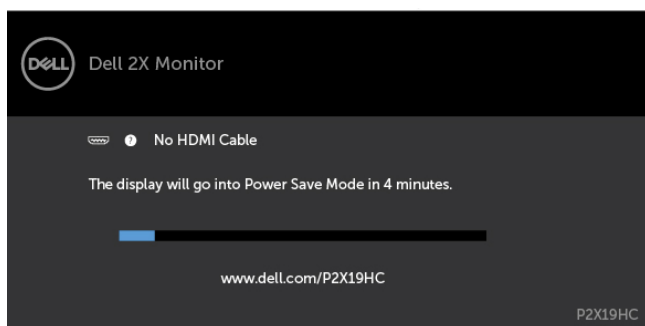 DELL
Dell 2X Monitor
? No HDMI Cable
The display will go into Power Save Mode in 4 minutes.
www.dell.com/P2X19HC
P2X19HC